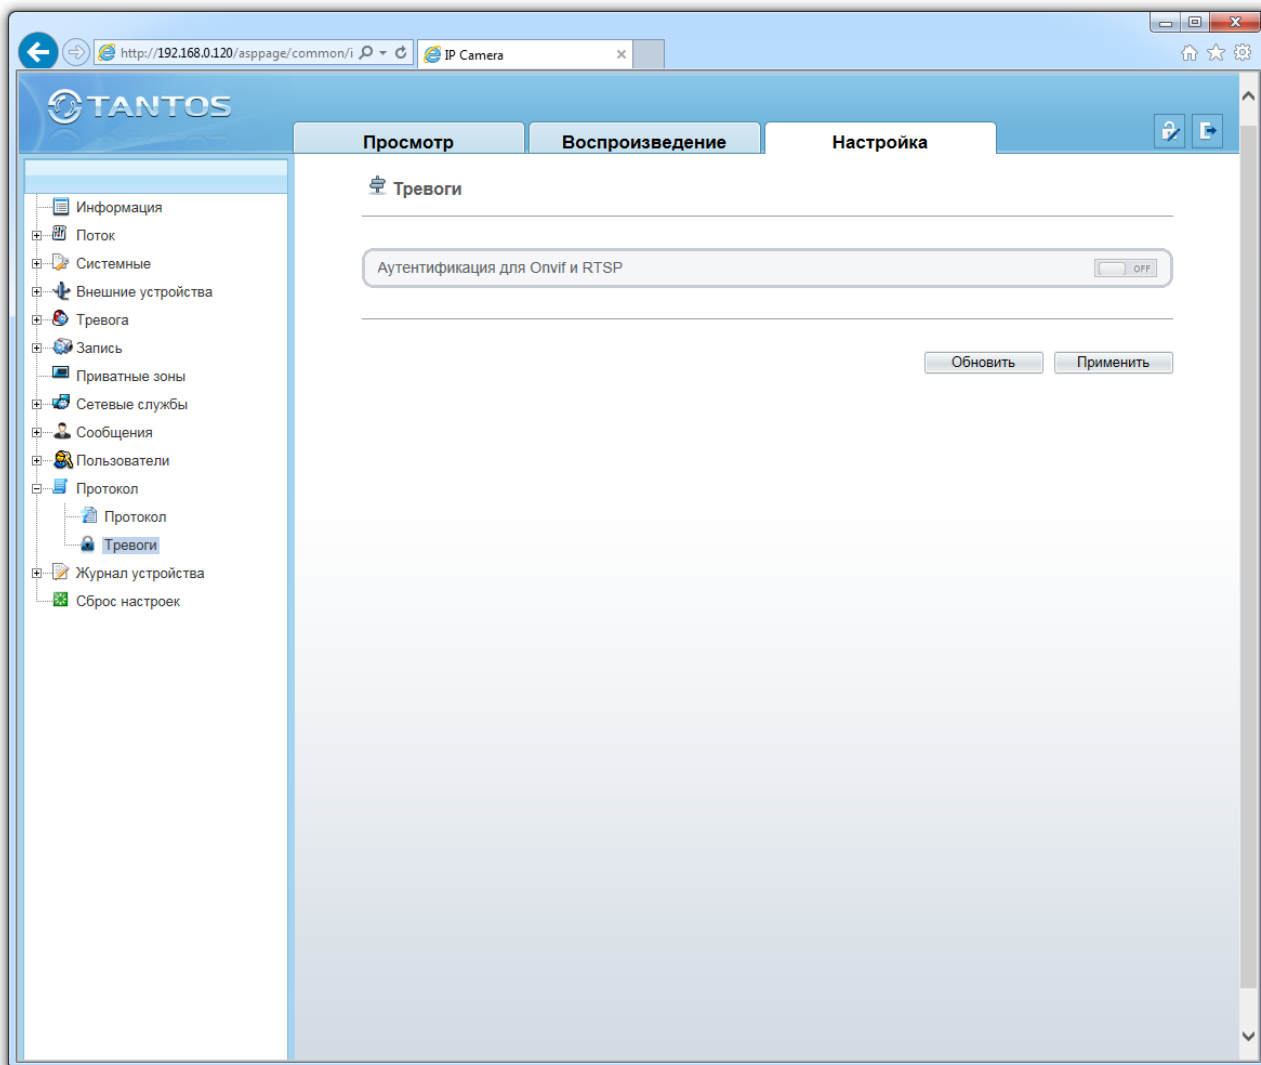 http://192.168.0.120/asppage/common/i
IP Camera
TANTOS
Просмотр
Воспроизведение
Настройка
Тревоги
Информация
Поток
Системные
Внешние устройства
Тревога
Запись
Приватные зоны
Сетевые службы
Сообщения
Пользователи
Протокол
Протокол
Тревоги
Журнал устройства
Сброс настроек
Аутентификация для Onvif и RTSP
OFF
Обновить
Применить